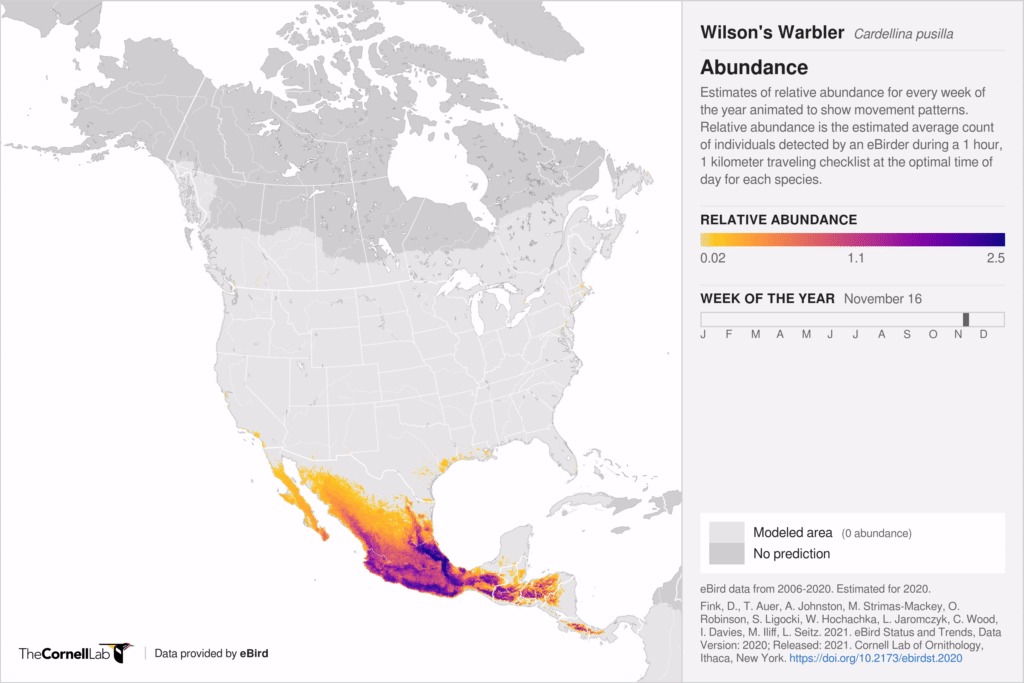 Wilson's Warbler Cardellina pusilla
Abundance
Estimates of relative abundance for every week of
the year animated to show movement patterns.
Relative abundance is the estimated average count
of individuals detected by an eBirder during a 1 hour,
1 kilometer traveling checklist at the optimal time of
day for each species.
RELATIVE ABUNDANCE
0.02 1.1 2.5
WEEK OF THE YEAR November 16
J F M A M J J A S O N D
Modeled area (0 abundance)
No prediction
eBird data from 2006-2020. Estimated for 2020.
Fink, D., T. Auer, A. Johnston, M. Strimas-Mackey, O.
Robinson, S. Ligocki, W. Hochachka, L. Jaromczyk, C. Wood,
I. Davies, M. Iliff, L. Seitz. 2021. eBird Status and Trends, Data
Version: 2020; Released: 2021. Cornell Lab of Ornithology,
Ithaca, New York. https://doi.org/10.2173/ebirdst.2020
TheCornellLab Data provided by eBird